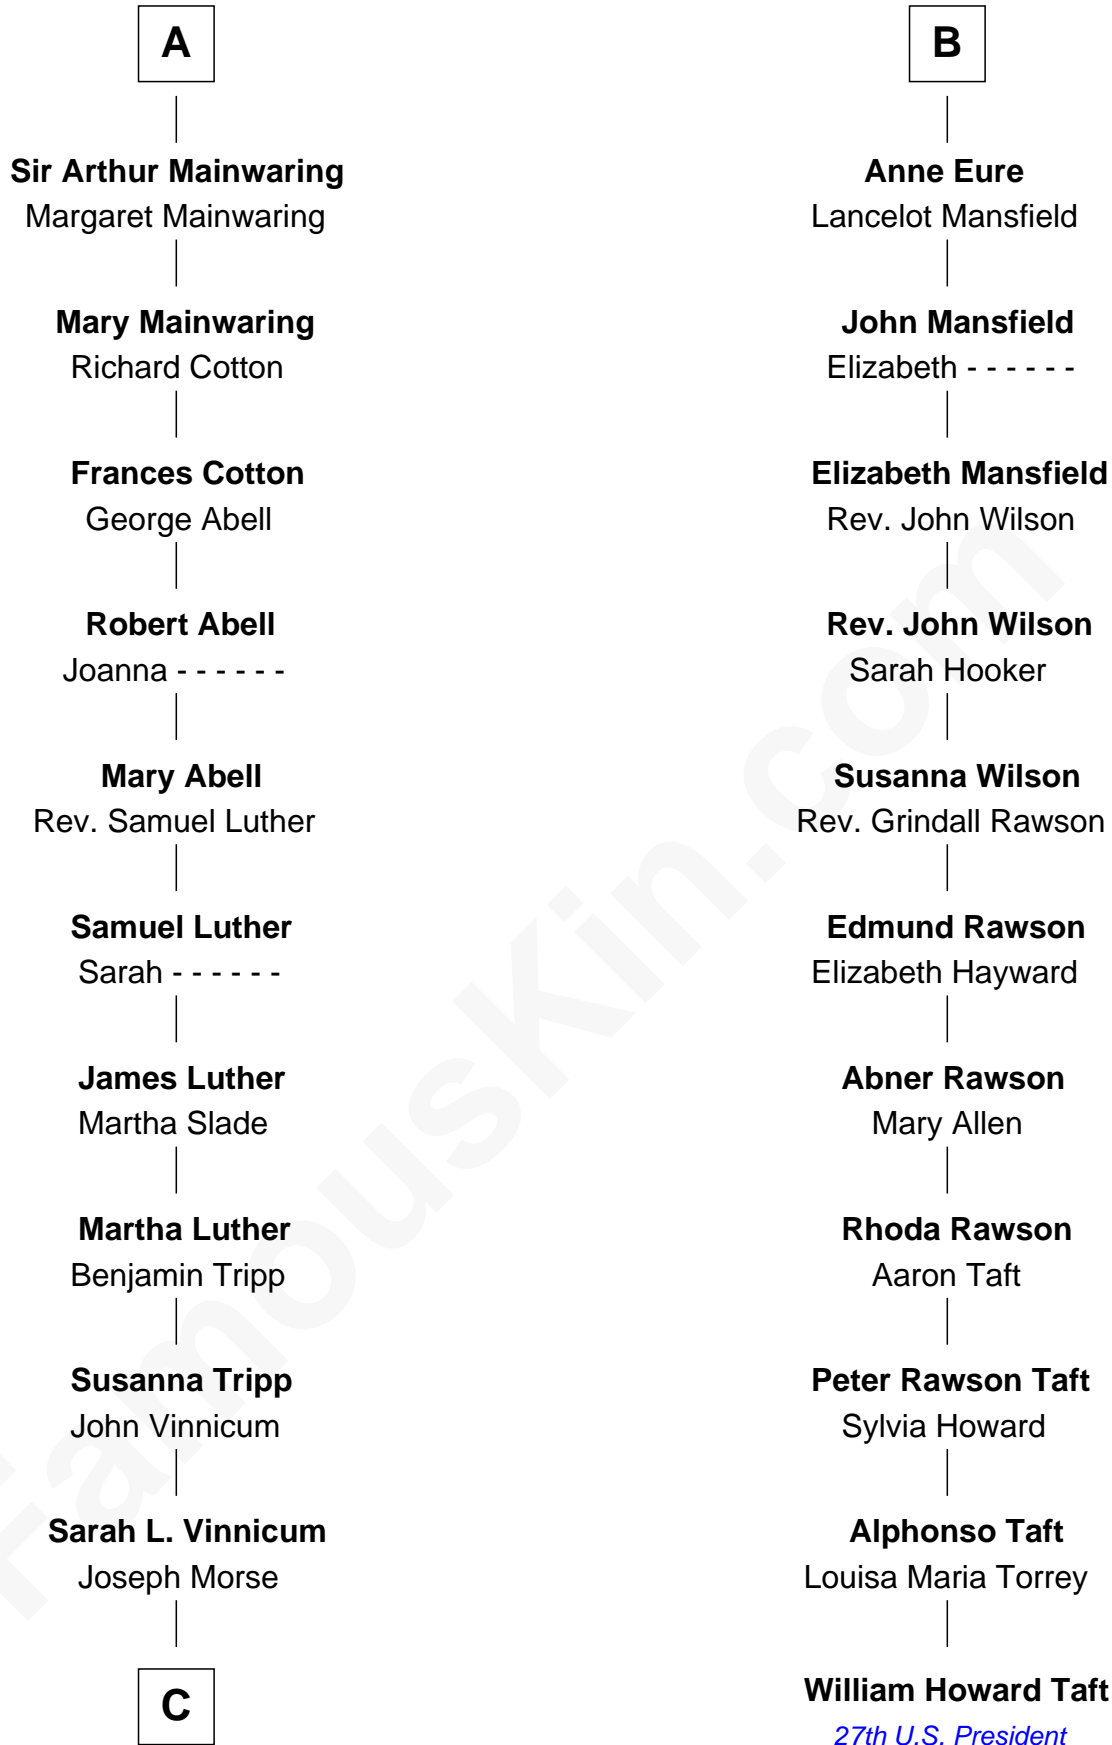 A
Sir Arthur Mainwaring
Margaret Mainwaring
Mary Mainwaring
Richard Cotton
Frances Cotton
George Abell
Robert Abell
Joanna - - - - - -
Mary Abell
Rev. Samuel Luther
Samuel Luther
Sarah - - - - - -
James Luther
Martha Slade
Martha Luther
Benjamin Tripp
Susanna Tripp
John Vinnicum
Sarah L. Vinnicum
Joseph Morse
C
B
Anne Eure
Lancelot Mansfield
John Mansfield
Elizabeth - - - - - -
Elizabeth Mansfield
Rev. John Wilson
Rev. John Wilson
Sarah Hooker
Susanna Wilson
Rev. Grindall Rawson
Edmund Rawson
Elizabeth Hayward
Abner Rawson
Mary Allen
Rhoda Rawson
Aaron Taft
Peter Rawson Taft
Sylvia Howard
Alphonso Taft
Louisa Maria Torrey
William Howard Taft
27th U.S. President
FamousKin.com